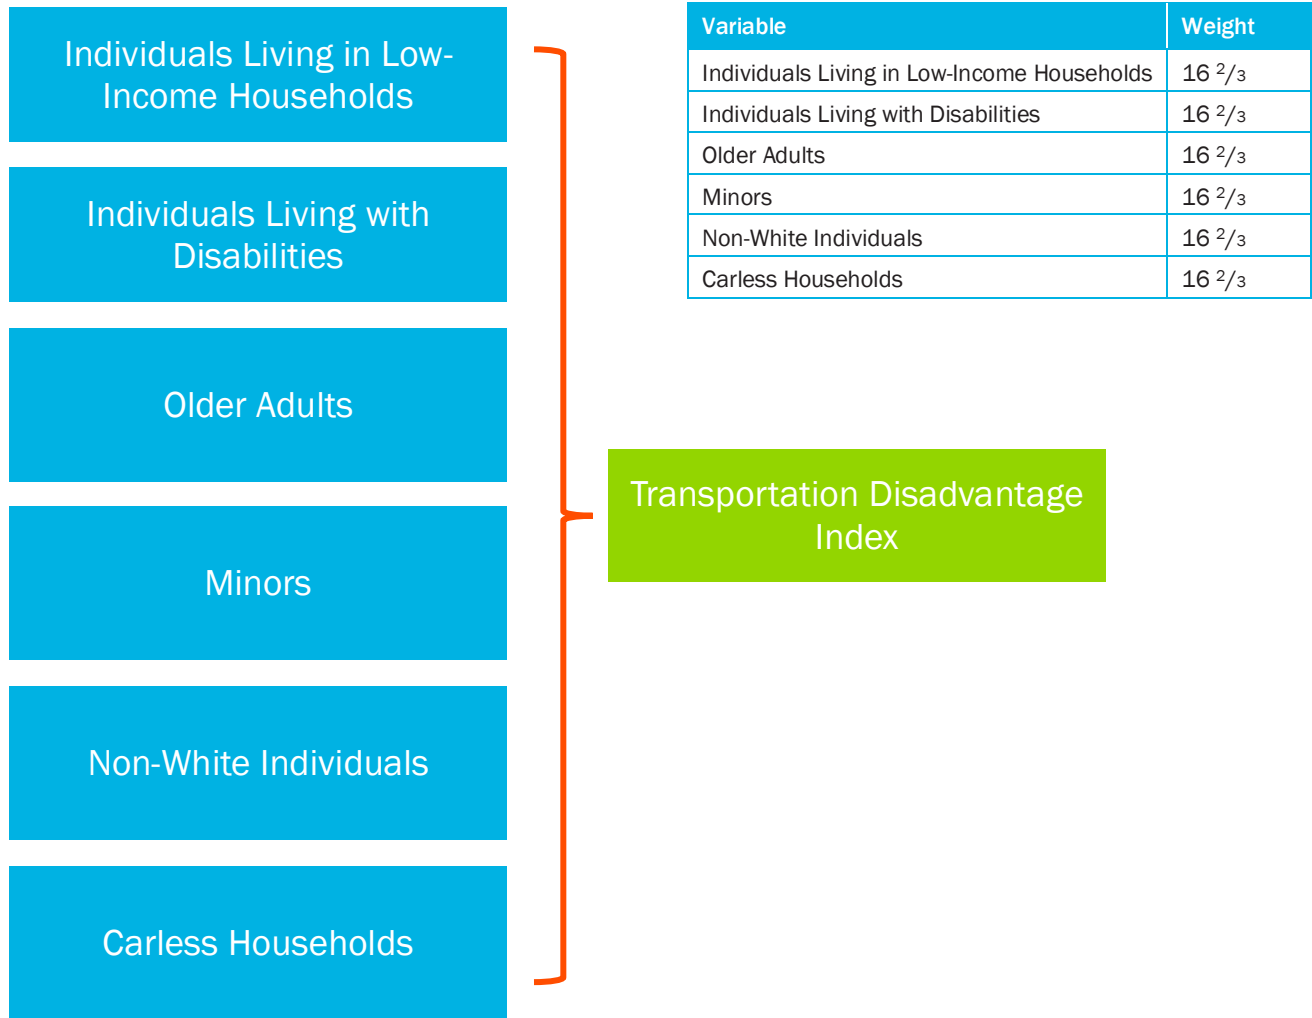 Individuals Living in Low-
Income Households
Individuals Living with
Disabilities
Older Adults
Minors
Non-White Individuals
Carless Households
Transportation Disadvantage
Index
Variable Weight
Individuals Living in Low-Income Households 16 2/3
Individuals Living with Disabilities 16 2/3
Older Adults 16 2/3
Minors 16 2/3
Non-White Individuals 16 2/3
Carless Households 16 2/3